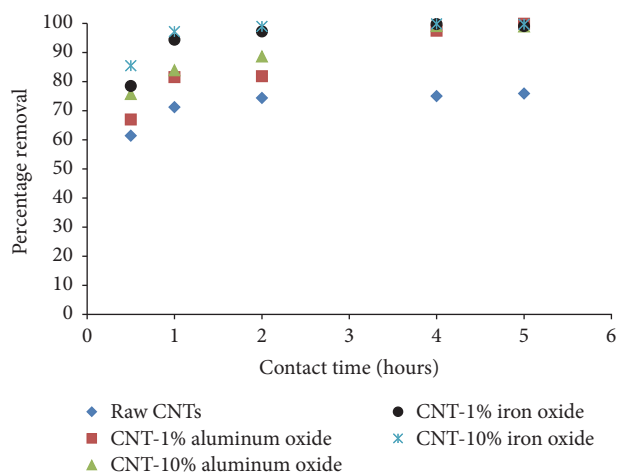 100
90
80
70
60
50
40
30
20
10
0
Percentage removal
0 1 2 3 4 5 6
Contact time (hours)
Raw CNTs
CNT-1% aluminum oxide
CNT-10% aluminum oxide
CNT-1% iron oxide
CNT-10% iron oxide